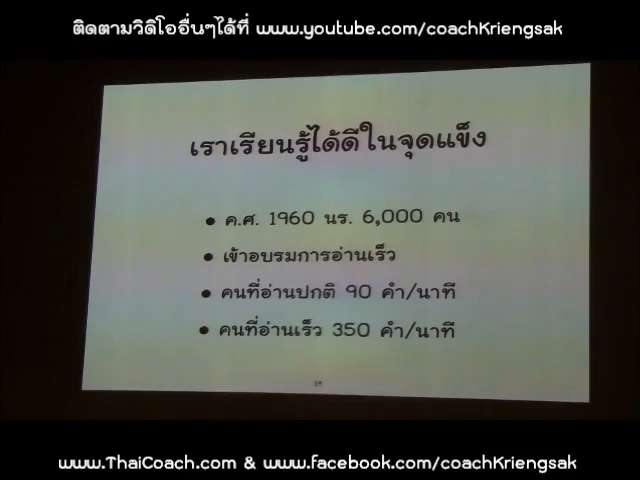 ติดตามวิดิโออื่นๆได้ที่ www.youtube.com/coachKriengsak
เราเรียนรู้ได้ดีในจุดแข็ง
• ค.ศ. 1960 นร. 6,000 คน
• เข้าอบรมการอ่านเร็ว
• คนที่อ่านปกติ 90 คำ/นาที
• คนที่อ่านเร็ว 350 คำ/นาที
39
www.ThaiCoach.com & www.facebook.com/coachKriengsak